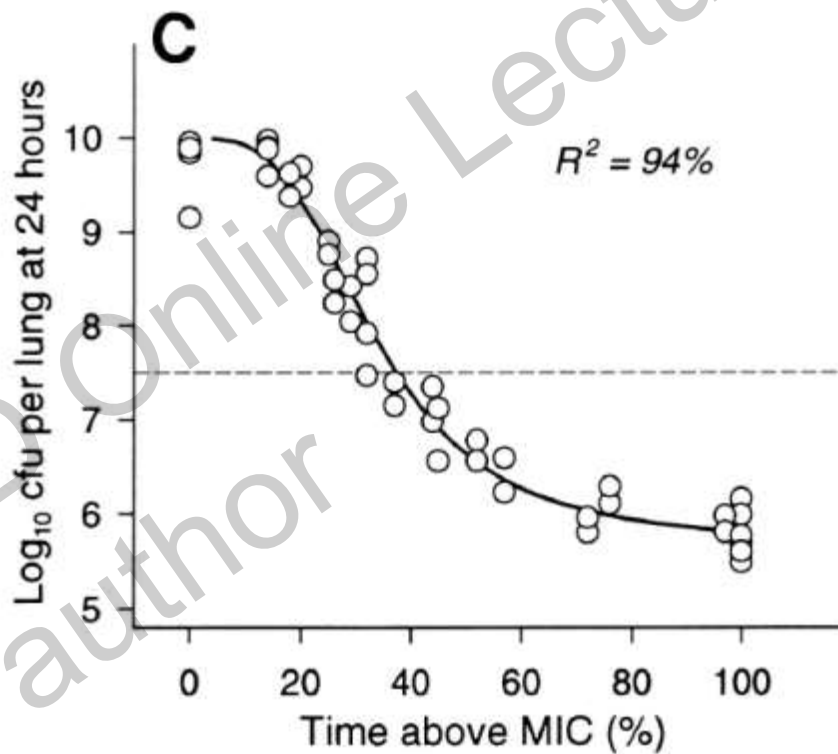 C
R² = 94%
Log₁₀ cfu per lung at 24 hours
10
9
8
7
6
5
0 20 40 60 80 100
Time above MIC (%)
Online Lectu
author